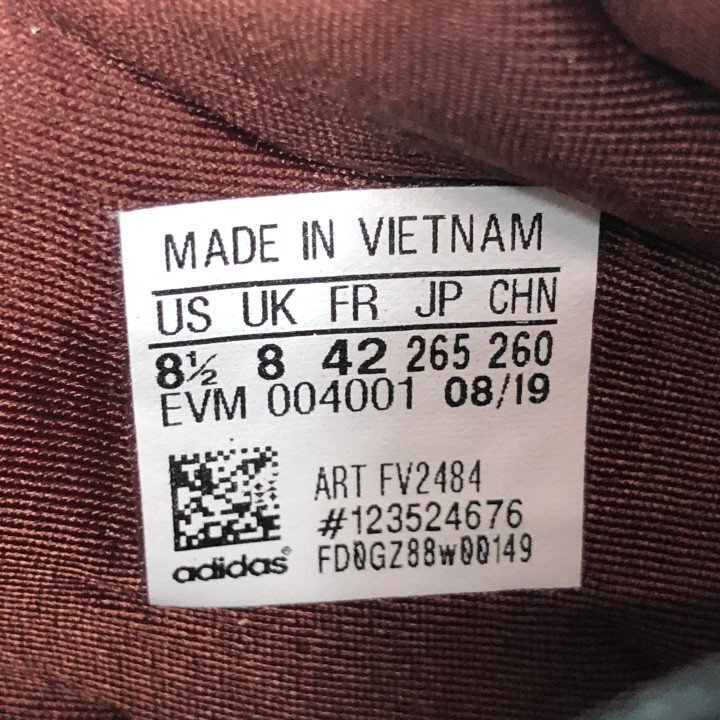 MADE IN VIETNAM
US UK FR JP CHN
8½ 8 42 265 260
EVM 004001 08/19
ART FV2484
#123524676
adidas® FD0GZ88w00149